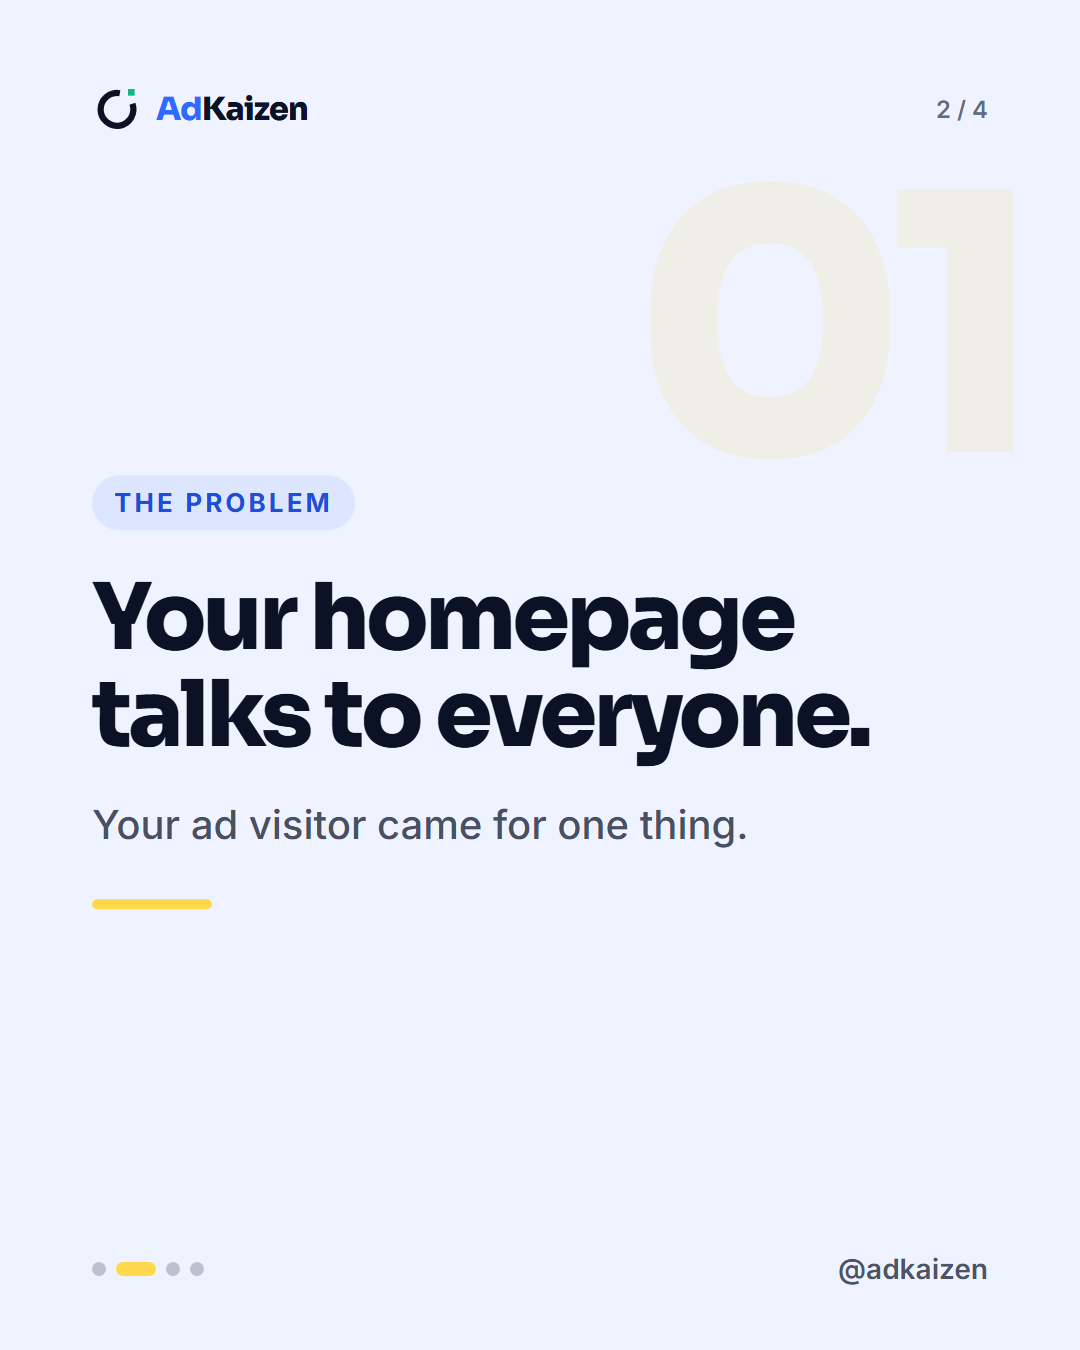 AdKaizen
2 / 4
01
THE PROBLEM
Your homepage
talks to everyone.
Your ad visitor came for one thing.
@adkaizen